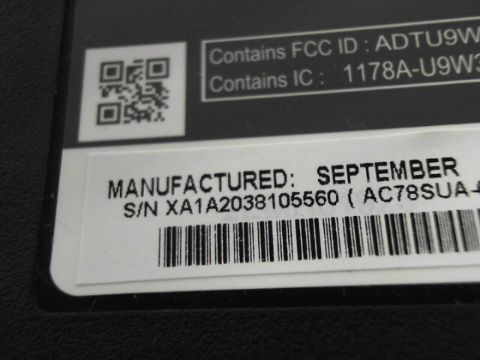 Contains FCC ID : ADTU9W
Contains IC : 1178A-U9W3
MANUFACTURED: SEPTEMBER
S/N XA1A2038105560 ( AC78SUA-